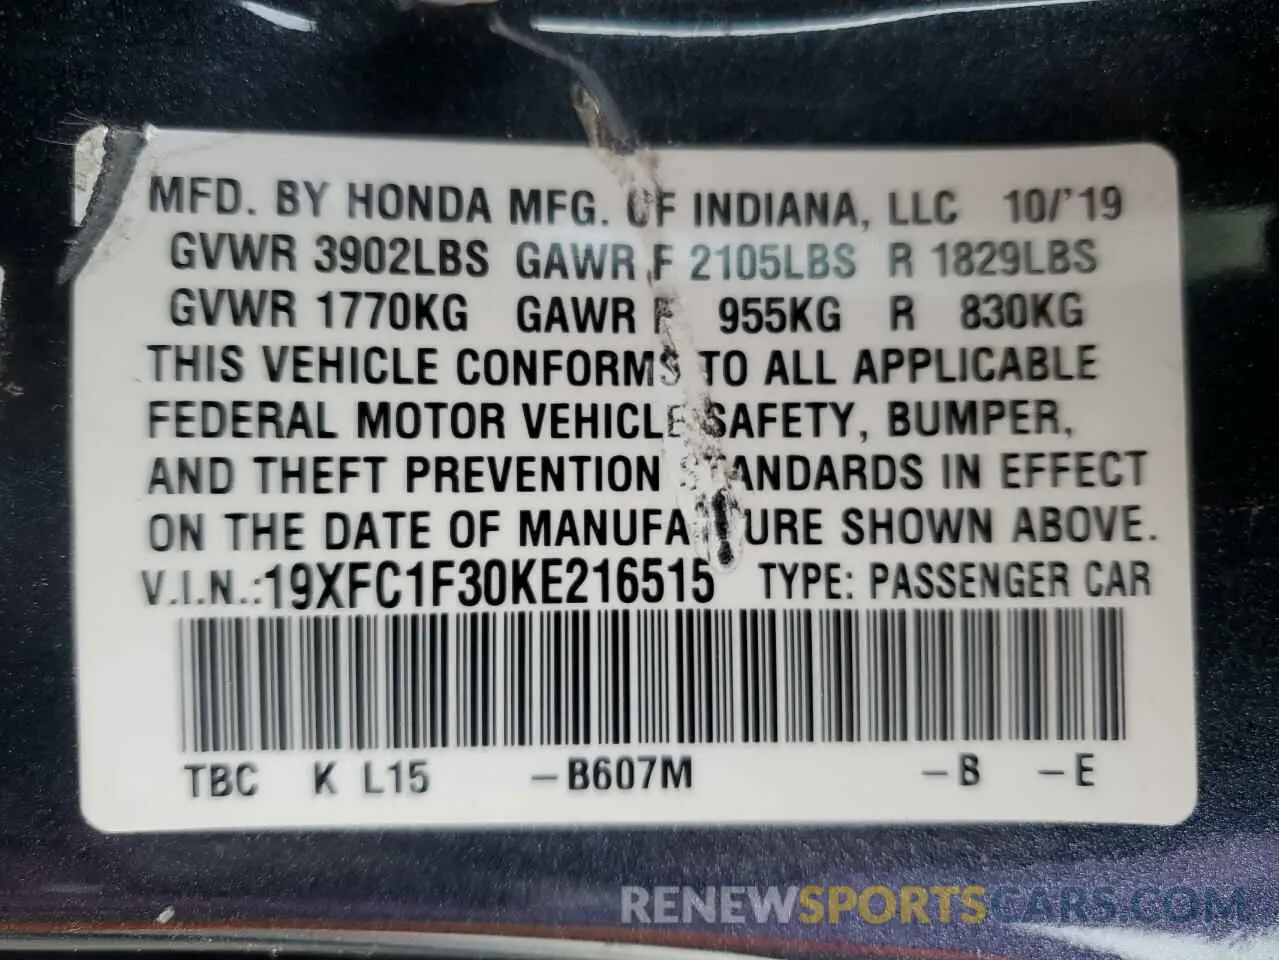 MFD. BY HONDA MFG. OF INDIANA, LLC 10/'19
GVWR 3902LBS GAWR F 2105LBS R 1829LBS
GVWR 1770KG GAWR F 955KG R 830KG
THIS VEHICLE CONFORMS TO ALL APPLICABLE
FEDERAL MOTOR VEHICLE SAFETY, BUMPER,
AND THEFT PREVENTION STANDARDS IN EFFECT
ON THE DATE OF MANUFACTURE SHOWN ABOVE.
V.I.N.:19XFC1F30KE216515 TYPE: PASSENGER CAR
TBC K L15 -B607M -B -E
RENEWSPORTSCARS.COM